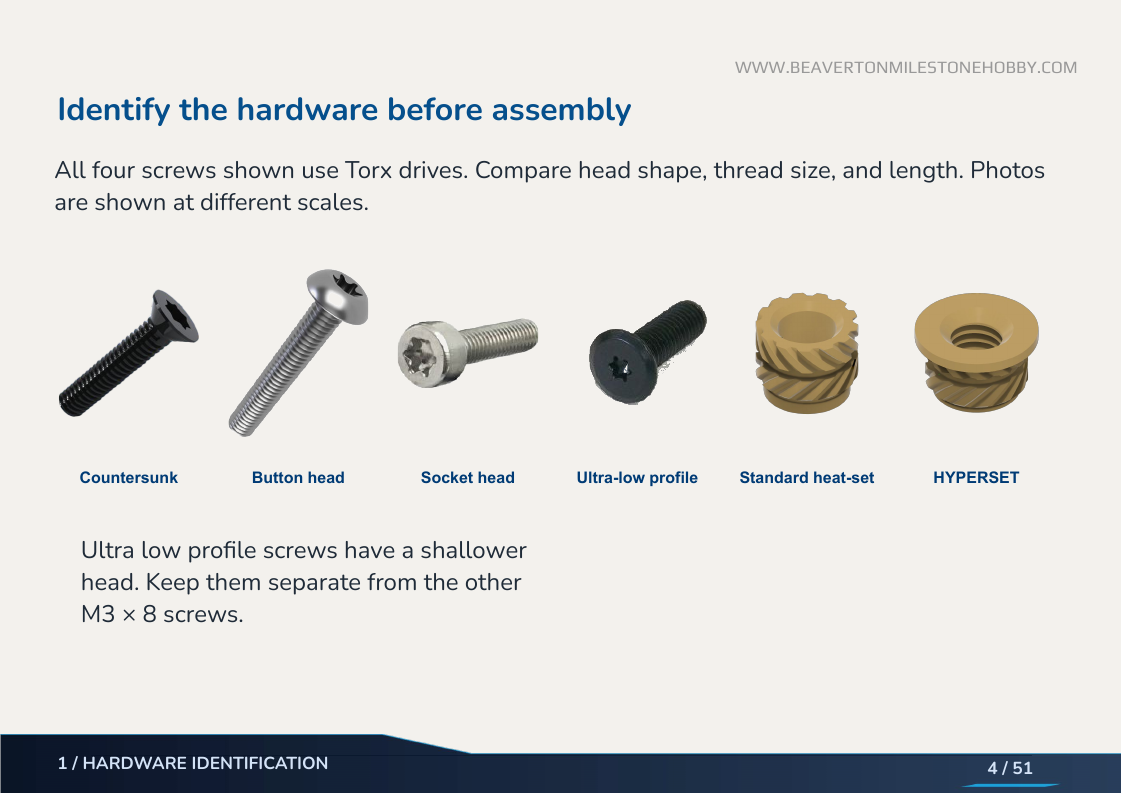 WWW.BEAVERTONMILESTONEHOBBY.COM
Identify the hardware before assembly
All four screws shown use Torx drives. Compare head shape, thread size, and length. Photos
are shown at different scales.
Countersunk
Button head
Socket head
Ultra-low profile
Standard heat-set
HYPERSET
Ultra low profile screws have a shallower
head. Keep them separate from the other
M3 × 8 screws.
1 / HARDWARE IDENTIFICATION
4 / 51